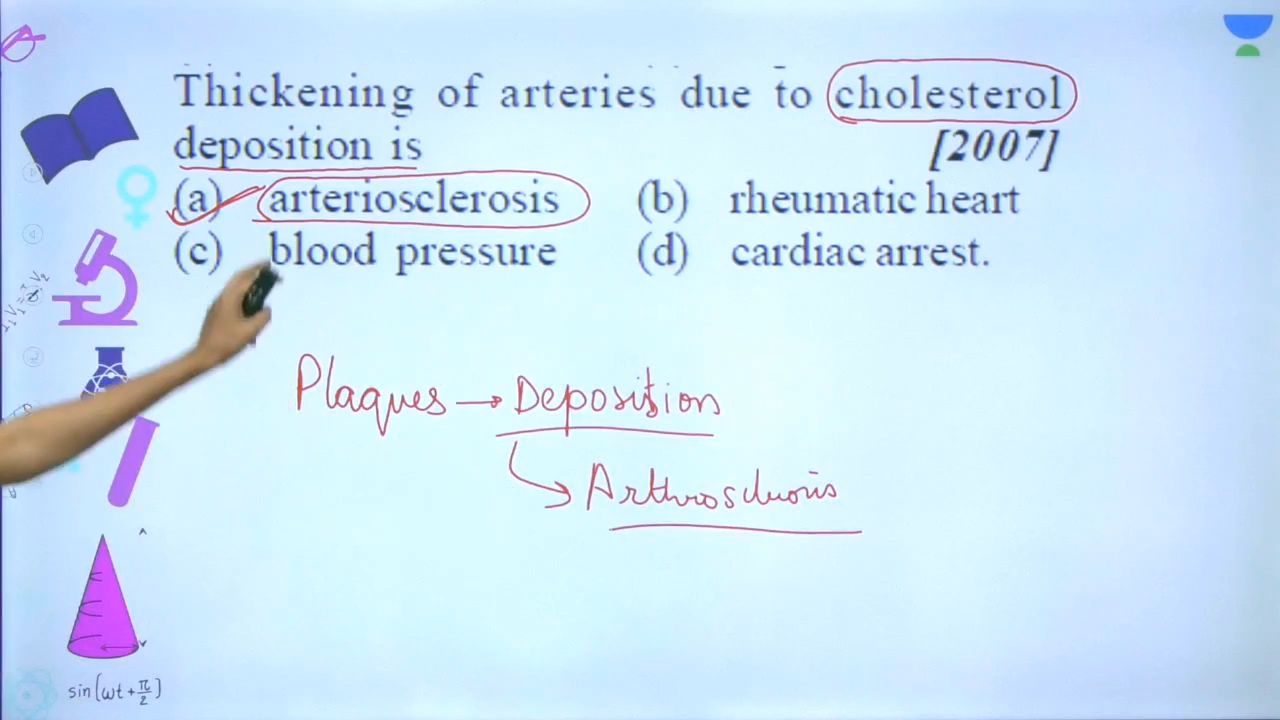 Thickening of arteries due to cholesterol
deposition is [2007]
(a) arteriosclerosis (b) rheumatic heart
(c) blood pressure (d) cardiac arrest.
Plaques → Deposition
Arthrosclerosis
sin(ωt + π/2)